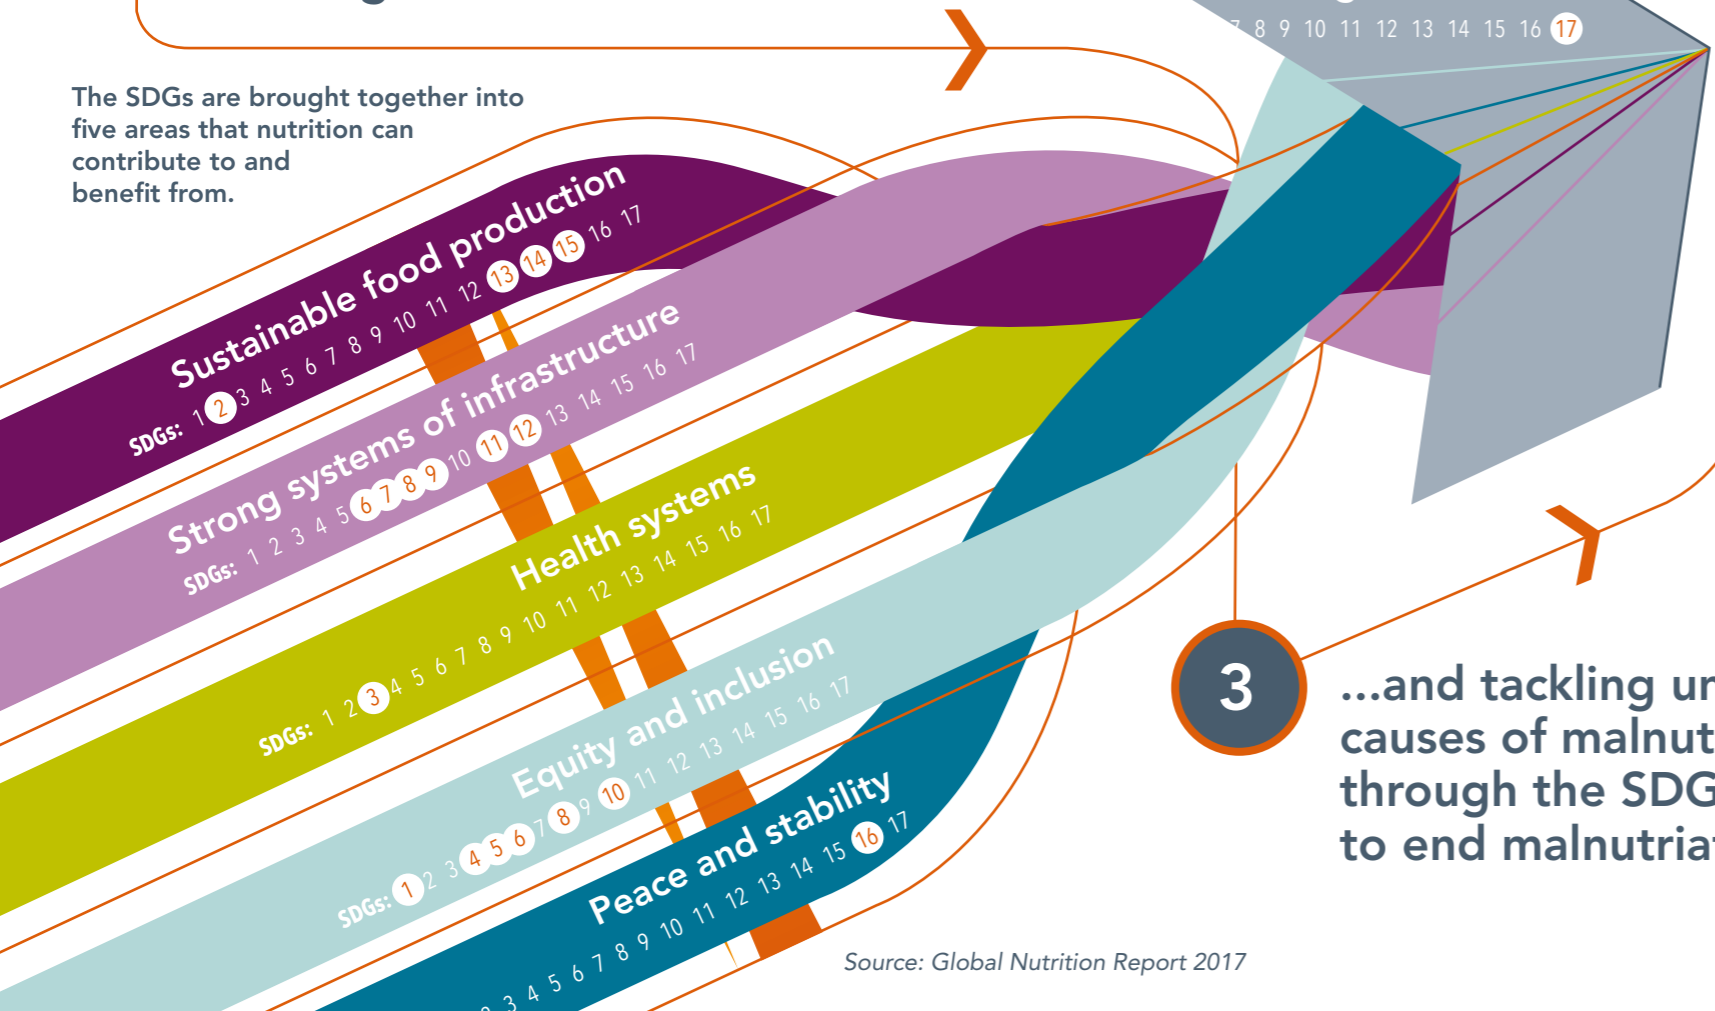 8 9 10 11 12 13 14 15 16 17
The SDGs are brought together into
five areas that nutrition can
contribute to and
benefit from.
Sustainable food production
SDGs: 1 2 3 4 5 6 7 8 9 10 11 12 13 14 15 16 17
Strong systems of infrastructure
SDGs: 1 2 3 4 5 6 7 8 9 10 11 12 13 14 15 16 17
Health systems
SDGs: 1 2 3 4 5 6 7 8 9 10 11 12 13 14 15 16 17
Equity and inclusion
SDGs: 1 2 3 4 5 6 7 8 9 10 11 12 13 14 15 16 17
Peace and stability
3 4 5 6 7 8 9 10 11 12 13 14 15 16 17
3
...and tackling
causes of
through the
to end
Source: Global Nutrition Report 2017